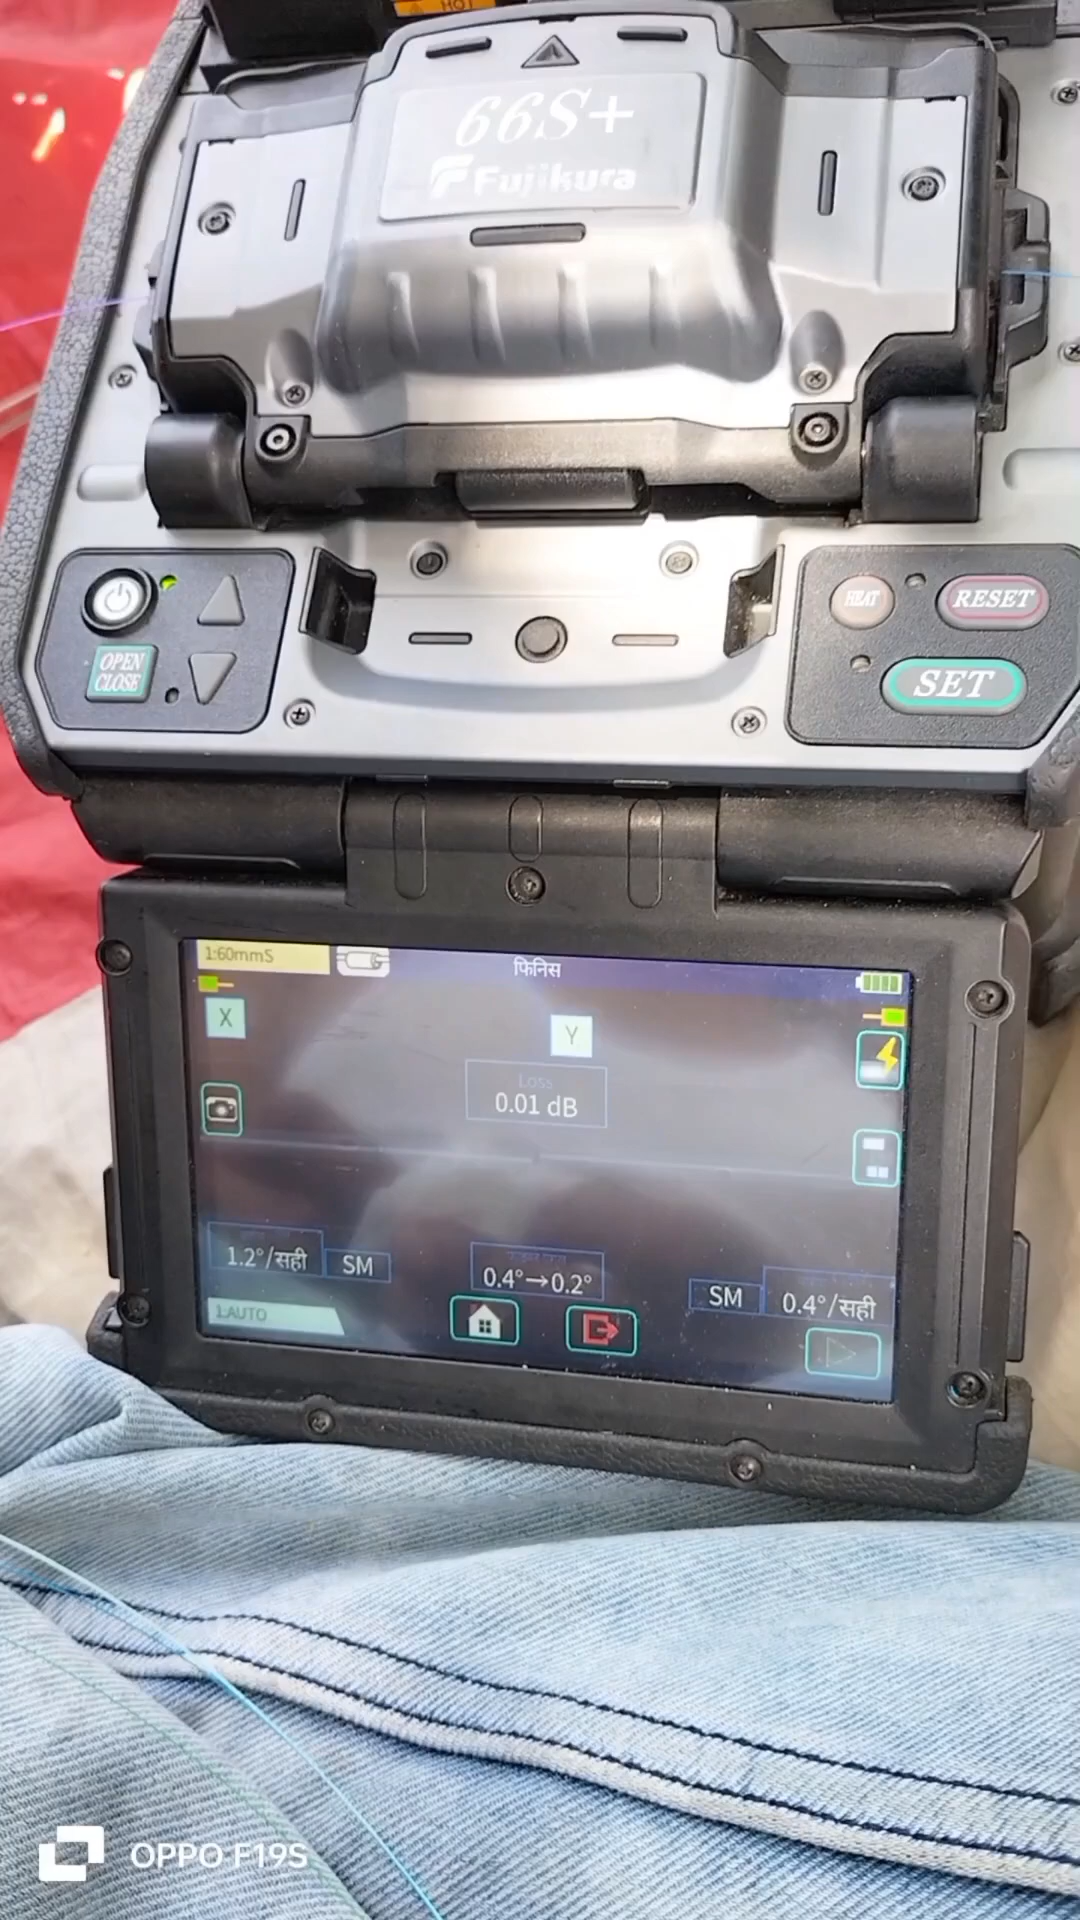 HOT
66S+
Fujikura
OPEN
CLOSE
HEAT
RESET
SET
1:60mmS
फिनिस
X
Y
Loss
0.01 dB
1.2°/सही
SM
0.4°→0.2°
SM
0.4°/सही
1:AUTO
OPPO F19S